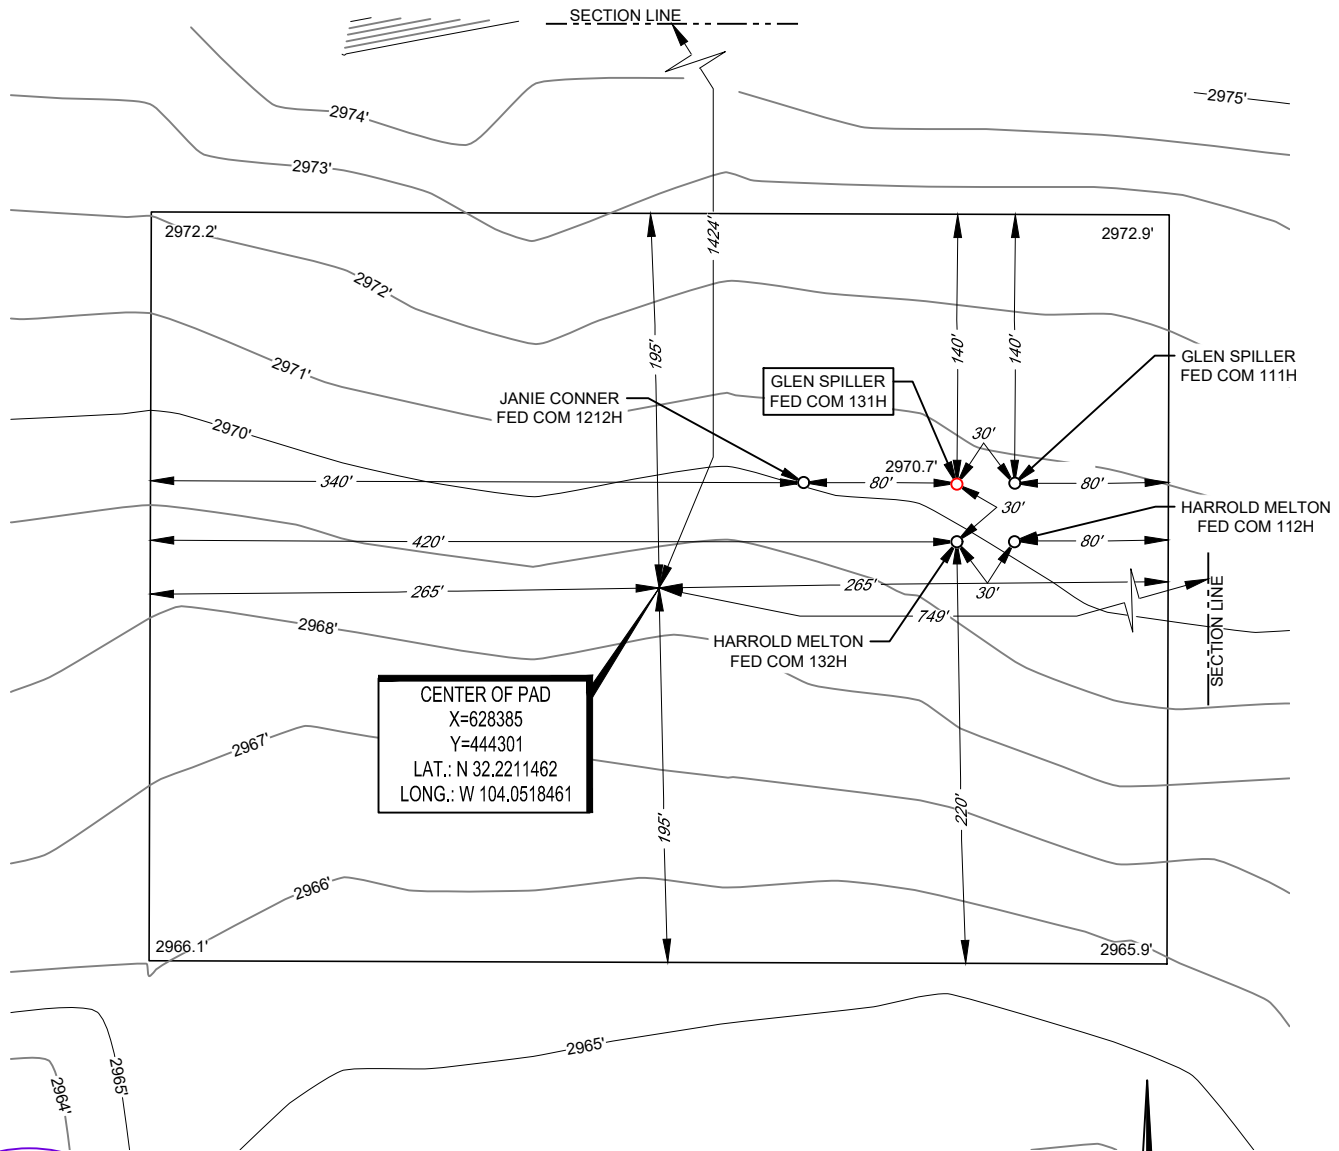 SECTION LINE
2975'
2974'
2973'
2972.2'
1424'
2972.9'
2972'
195'
140'
140'
GLEN SPILLER
FED COM 111H
2971'
GLEN SPILLER
FED COM 131H
JANIE CONNER
FED COM 1212H
2970'
30'
2970.7'
340'
80'
80'
30'
HARROLD MELTON
FED COM 112H
420'
80'
265'
265'
30'
749'
SECTION LINE
2968'
HARROLD MELTON
FED COM 132H
CENTER OF PAD
X=628385
Y=444301
LAT.: N 32.2211462
LONG.: W 104.0518461
2967'
195'
220'
2966'
2966.1'
2965.9'
2965'
2965'
2964'